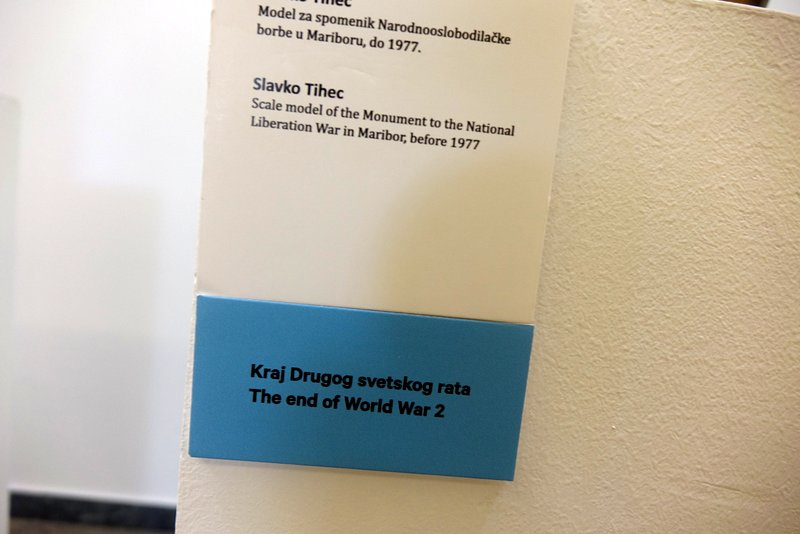 Tihec
Model za spomenik Narodnooslobodilačke
borbe u Mariboru, do 1977.
Slavko Tihec
Scale model of the Monument to the National
Liberation War in Maribor, before 1977
Kraj Drugog svetskog rata
The end of World War 2